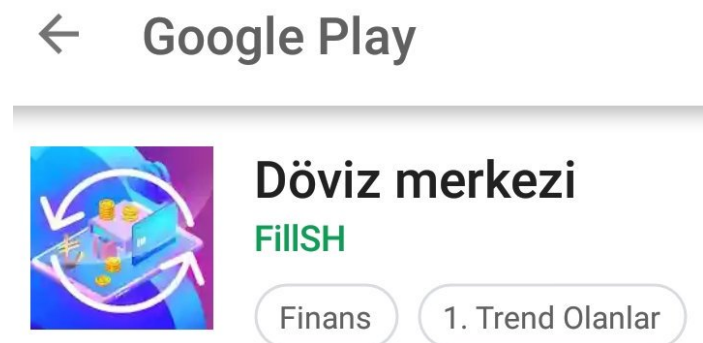 Google Play
Döviz merkezi
FillSH
Finans
1. Trend Olanlar